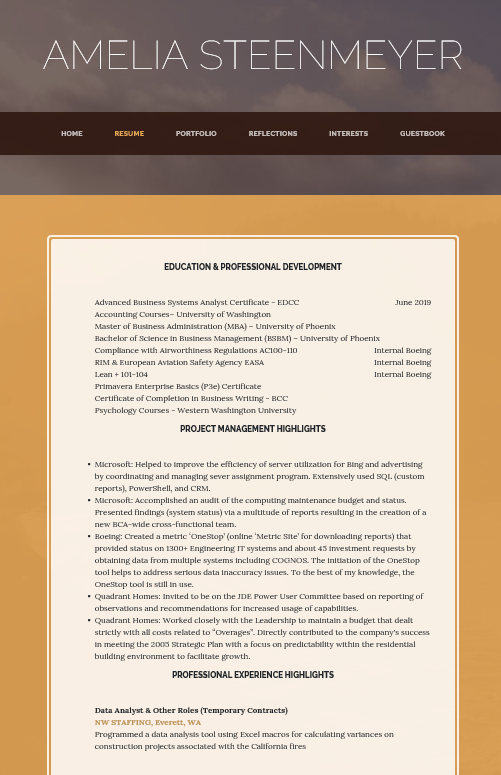 AMELIA STEENMEYER
HOME RESUME PORTFOLIO REFLECTIONS INTERESTS GUESTBOOK
EDUCATION & PROFESSIONAL DEVELOPMENT
Advanced Business Systems Analyst Certificate - EDCC June 2019
Accounting Courses– University of Washington
Master of Business Administration (MBA) – University of Phoenix
Bachelor of Science in Business Management (BSBM) – University of Phoenix
Compliance with Airworthiness Regulations AC100-110 Internal Boeing
RIM & European Aviation Safety Agency EASA Internal Boeing
Lean + 101-104 Internal Boeing
Primavera Enterprise Basics (P3e) Certificate
Certificate of Completion in Business Writing - BCC
Psychology Courses - Western Washington University
PROJECT MANAGEMENT HIGHLIGHTS
• Microsoft: Helped to improve the efficiency of server utilization for Bing and advertising
by coordinating and managing sever assignment program. Extensively used SQL (custom
reports), PowerShell, and CRM.
• Microsoft: Accomplished an audit of the computing maintenance budget and status.
Presented findings (system status) via a multitude of reports resulting in the creation of a
new BCA-wide cross-functional team.
• Boeing: Created a metric 'OneStop' (online 'Metric Site' for downloading reports) that
provided status on 1300+ Engineering IT systems and about 45 investment requests by
obtaining data from multiple systems including COGNOS. The initiation of the OneStop
tool helps to address serious data inaccuracy issues. To the best of my knowledge, the
OneStop tool is still in use.
• Quadrant Homes: Invited to be on the JDE Power User Committee based on reporting of
observations and recommendations for increased usage of capabilities.
• Quadrant Homes: Worked closely with the Leadership to maintain a budget that dealt
strictly with all costs related to "Overages". Directly contributed to the company's success
in meeting the 2005 Strategic Plan with a focus on predictability within the residential
building environment to facilitate growth.
PROFESSIONAL EXPERIENCE HIGHLIGHTS
Data Analyst & Other Roles (Temporary Contracts)
NW STAFFING, Everett, WA
Programmed a data analysis tool using Excel macros for calculating variances on
construction projects associated with the California fires